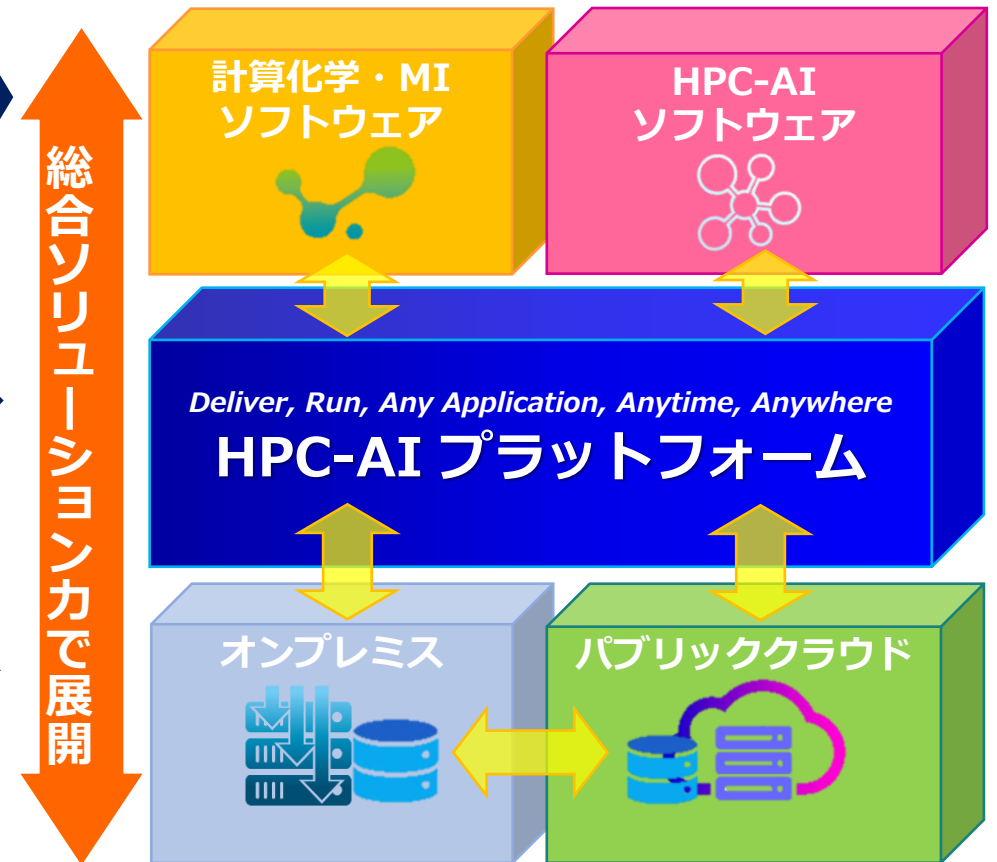 総合ソリューション力で展開
計算化学・MI
ソフトウェア
HPC-AI
ソフトウェア
Deliver, Run, Any Application, Anytime, Anywhere
HPC-AI プラットフォーム
オンプレミス
パブリッククラウド